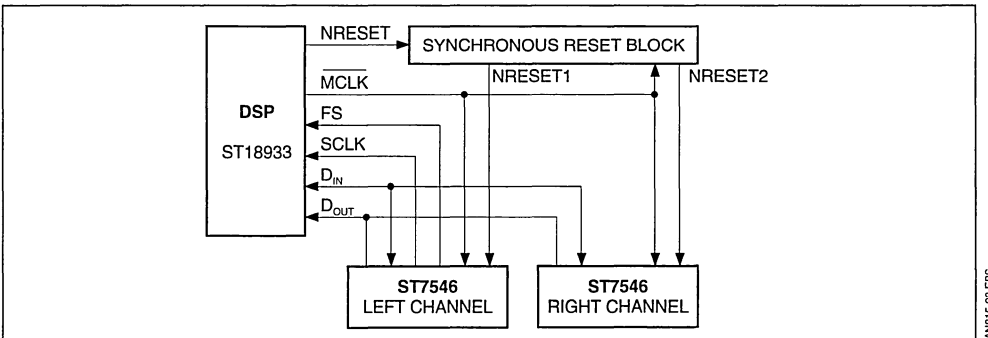 NRESET
SYNCHRONOUS RESET BLOCK
NRESET1
NRESET2
MCLK
DSP
ST18933
FS
SCLK
DIN
DOUT
ST7546
LEFT CHANNEL
ST7546
RIGHT CHANNEL